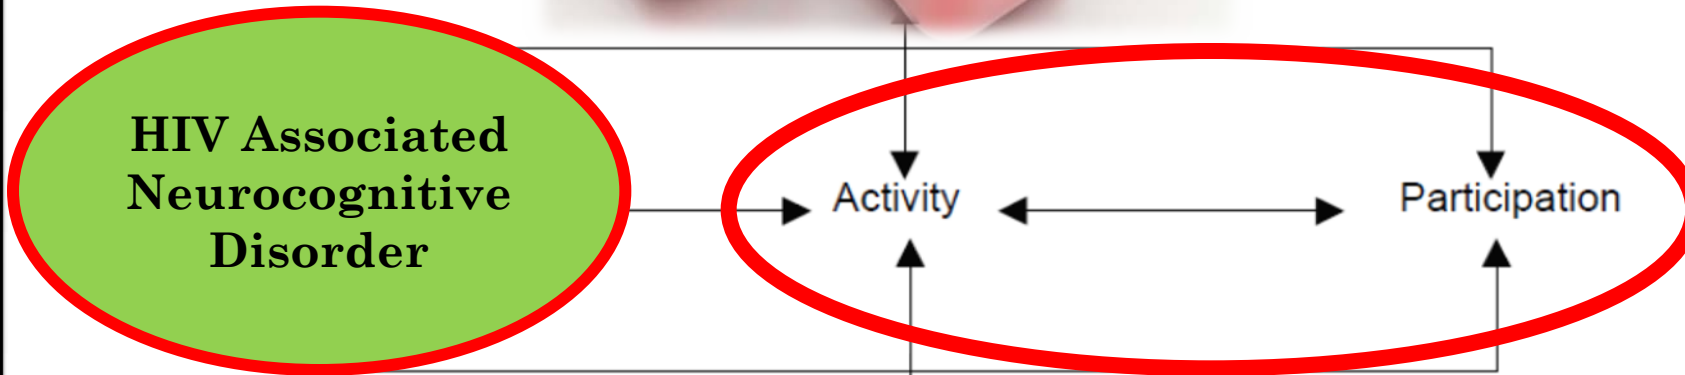 HIV Associated
Neurocognitive
Disorder
Activity
Participation